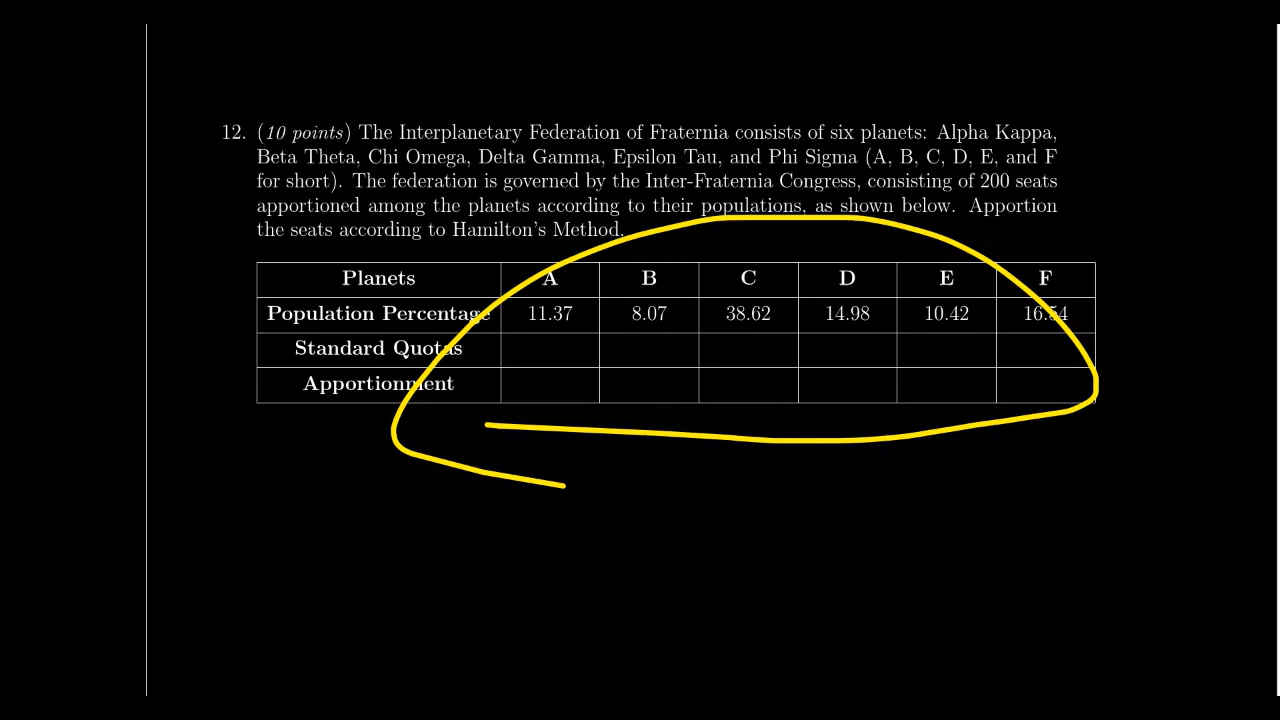 12. (10 points) The Interplanetary Federation of Fraternia consists of six planets: Alpha Kappa,
Beta Theta, Chi Omega, Delta Gamma, Epsilon Tau, and Phi Sigma (A, B, C, D, E, and F
for short). The federation is governed by the Inter-Fraternia Congress, consisting of 200 seats
apportioned among the planets according to their populations, as shown below. Apportion
the seats according to Hamilton's Method.
Planets A B C D E F
Population Percentage 11.37 8.07 38.62 14.98 10.42 16.54
Standard Quotas
Apportionment